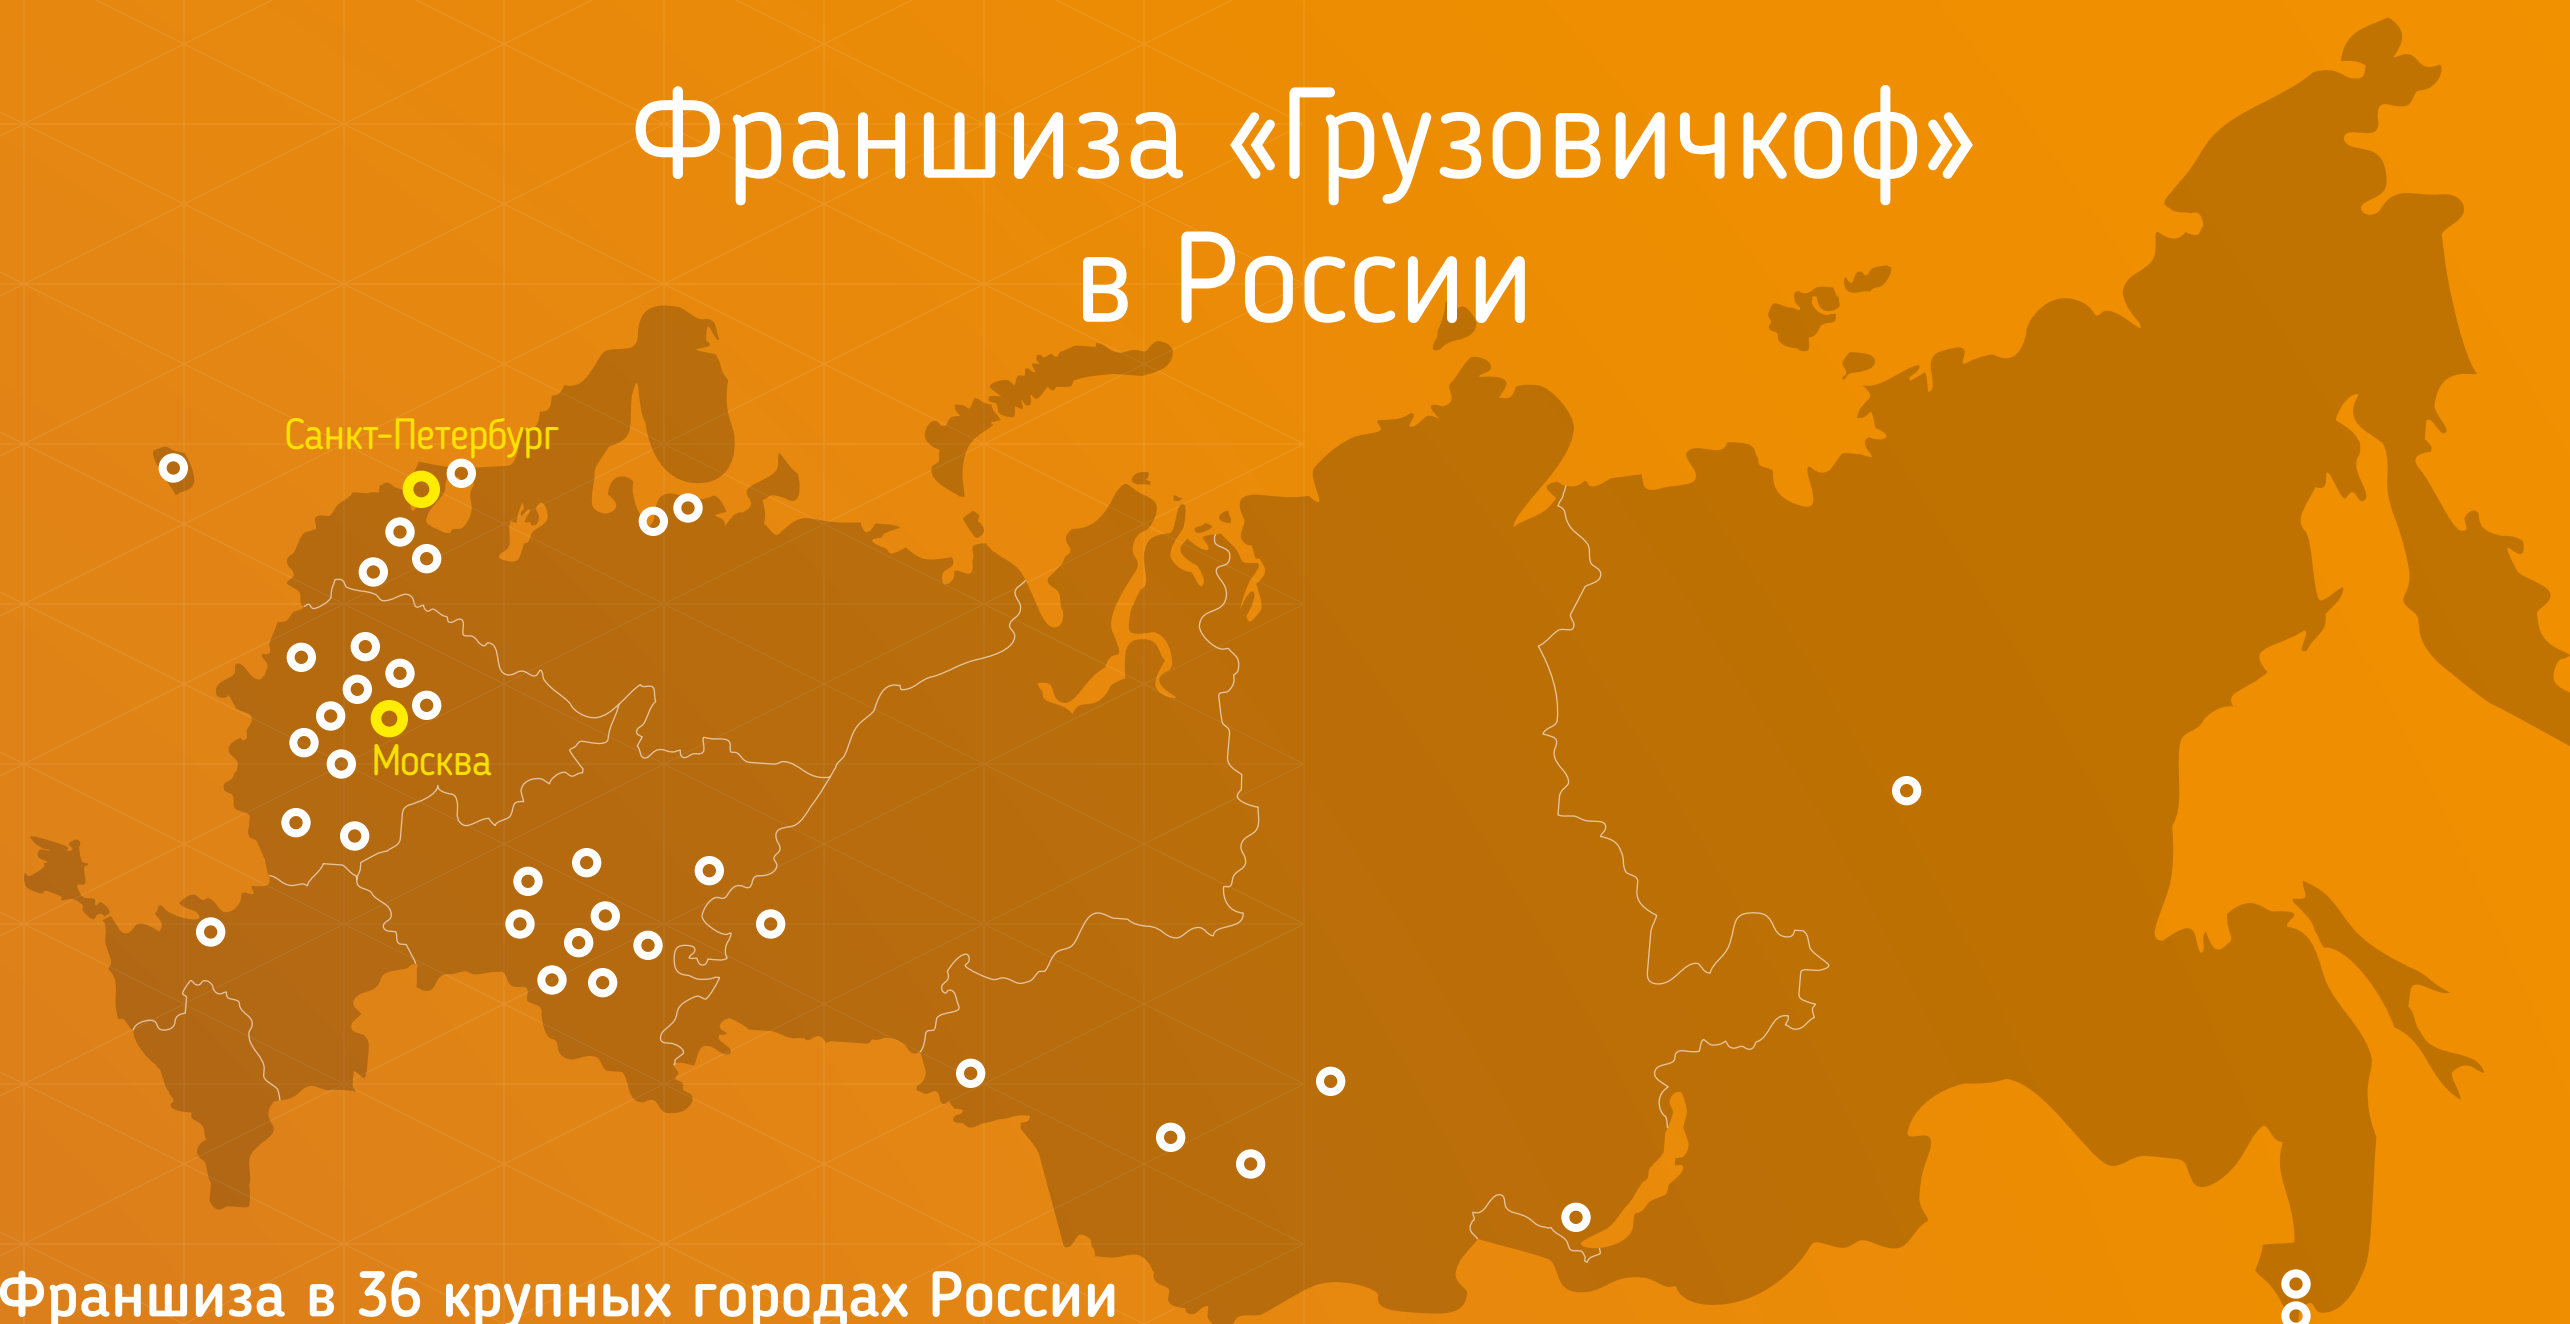 Франшиза «Грузовичкоф»
в России
Санкт-Петербург
Москва
Франшиза в 36 крупных городах России